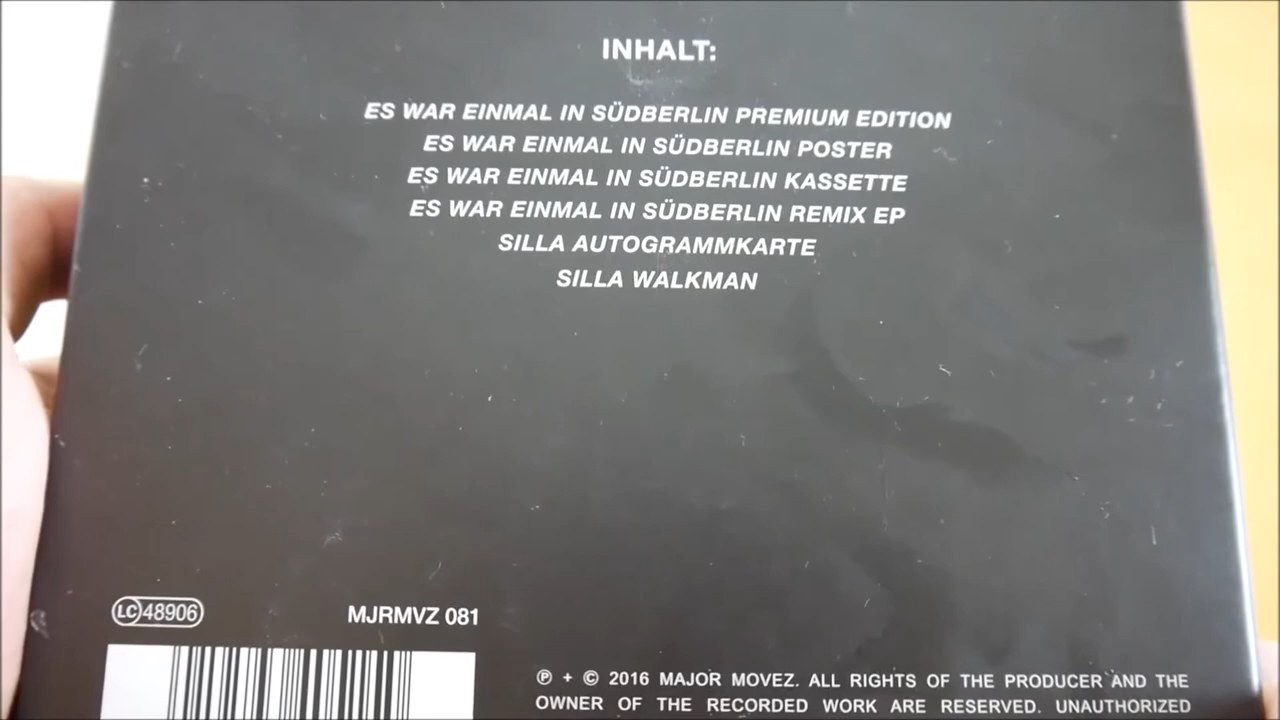 INHALT:
ES WAR EINMAL IN SÜDBERLIN PREMIUM EDITION
ES WAR EINMAL IN SÜDBERLIN POSTER
ES WAR EINMAL IN SÜDBERLIN KASSETTE
ES WAR EINMAL IN SÜDBERLIN REMIX EP
SILLA AUTOGRAMMKARTE
SILLA WALKMAN
LC 48906
MJRMVZ 081
℗ + © 2016 MAJOR MOVEZ. ALL RIGHTS OF THE PRODUCER AND THE
OWNER OF THE RECORDED WORK ARE RESERVED. UNAUTHORIZED